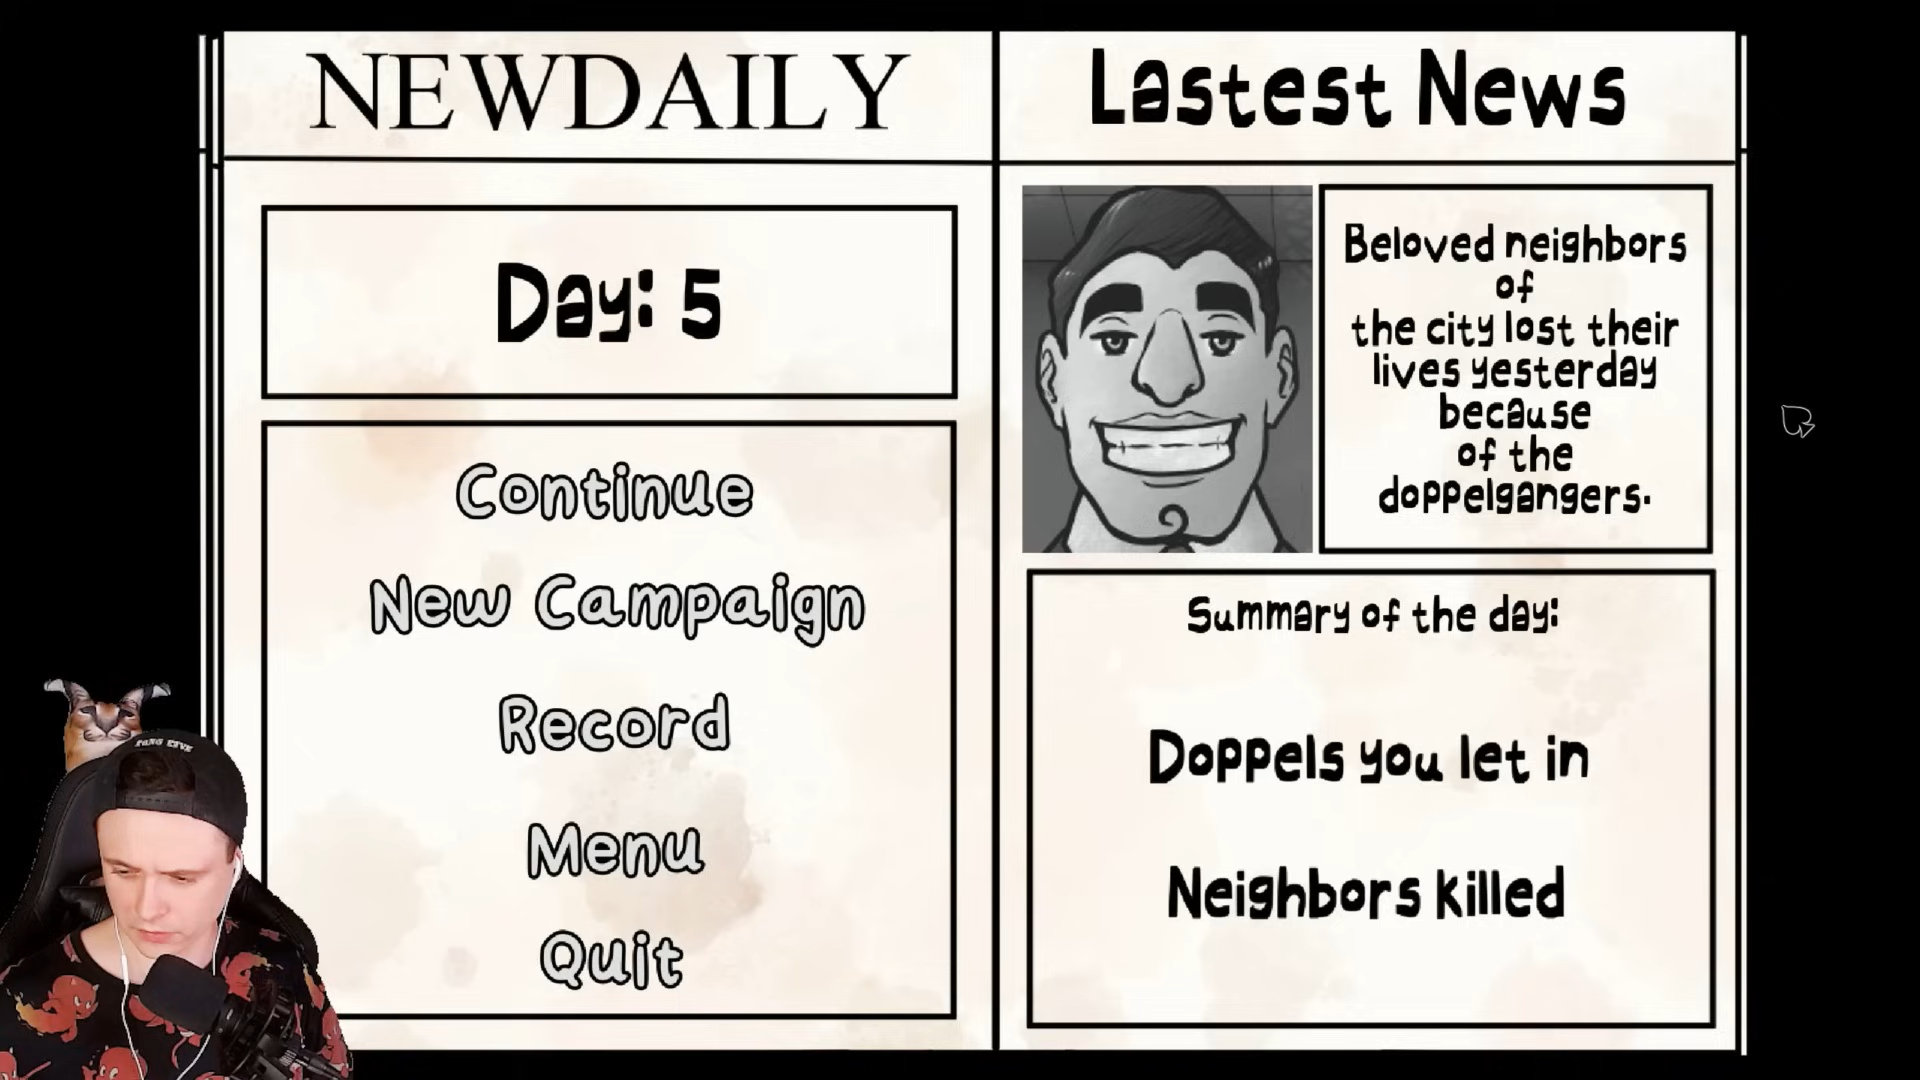 NEWDAILY
Day: 5
Continue
New Campaign
Record
Menu
Quit
Lastest News
Beloved neighbors
of
the city lost their
lives yesterday
because
of the
doppelgangers.
Summary of the day:
Doppels you let in
Neighbors killed